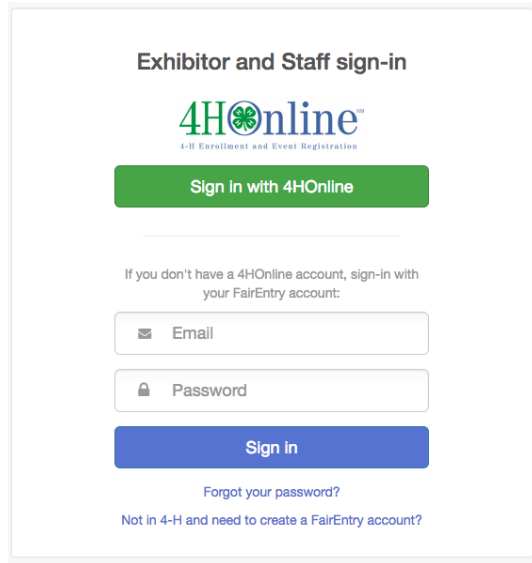 Exhibitor and Staff sign-in
4HOnline℠
4-H Enrollment and Event Registration
Sign in with 4HOnline
If you don't have a 4HOnline account, sign-in with
your FairEntry account:
Email
Password
Sign in
Forgot your password?
Not in 4-H and need to create a FairEntry account?